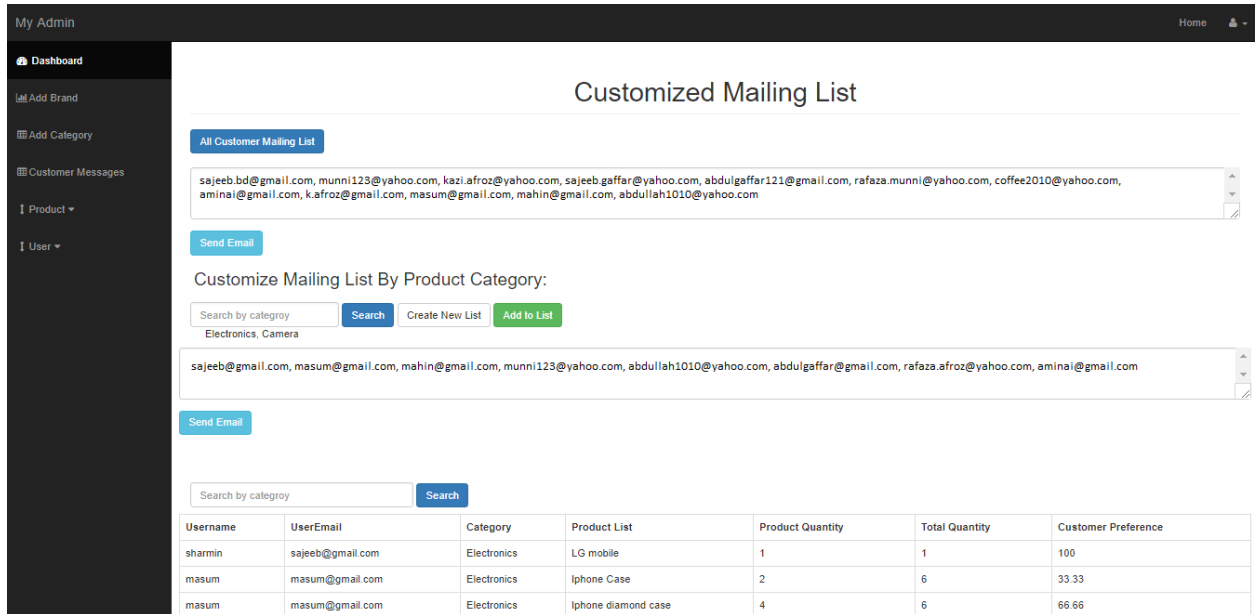 My Admin
Home
Dashboard
Add Brand
Add Category
Customer Messages
Product
User
Customized Mailing List
All Customer Mailing List
sajeeb.bd@gmail.com, munni123@yahoo.com, kazi.afroz@yahoo.com, sajeeb.gaffar@yahoo.com, abdulgaffar121@gmail.com, rafaza.munni@yahoo.com, coffee2010@yahoo.com,
aminai@gmail.com, k.afroz@gmail.com, masum@gmail.com, mahin@gmail.com, abdullah1010@yahoo.com
Send Email
Customize Mailing List By Product Category:
Search by categroy Search Create New List Add to List
Electronics, Camera
sajeeb@gmail.com, masum@gmail.com, mahin@gmail.com, munni123@yahoo.com, abdullah1010@yahoo.com, abdulgaffar@gmail.com, rafaza.afroz@yahoo.com, aminai@gmail.com
Send Email
Search by categroy Search
Username UserEmail Category Product List Product Quantity Total Quantity Customer Preference
sharmin sajeeb@gmail.com Electronics LG mobile 1 1 100
masum masum@gmail.com Electronics Iphone Case 2 6 33.33
masum masum@gmail.com Electronics Iphone diamond case 4 6 66.66